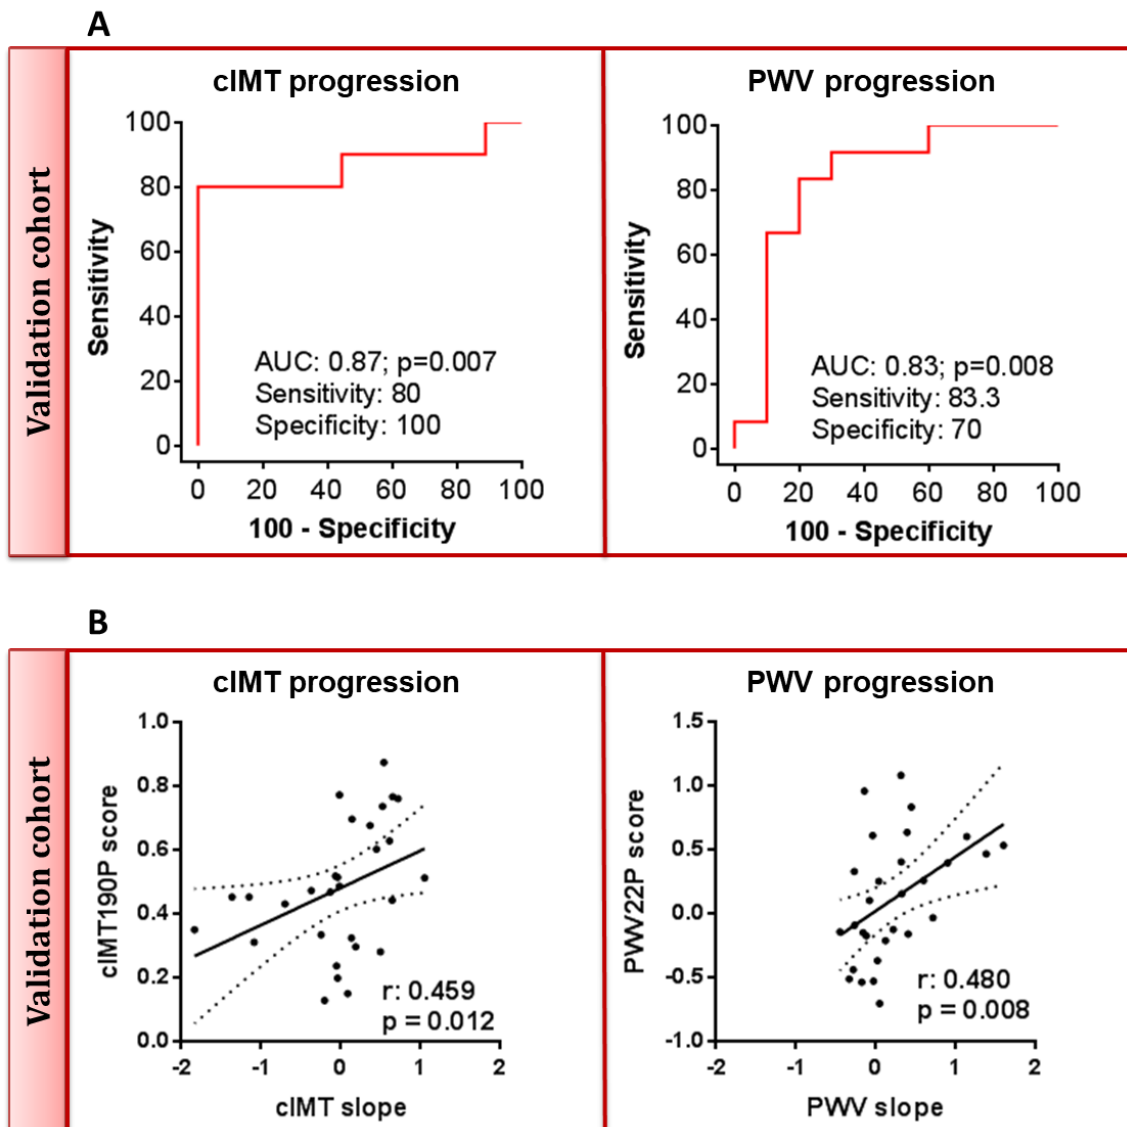 A
Validation cohort
cIMT progression
100
80
60
40
20
0
Sensitivity
AUC: 0.87; p=0.007
Sensitivity: 80
Specificity: 100
0 20 40 60 80 100
100 - Specificity
PWV progression
100
80
60
40
20
0
Sensitivity
AUC: 0.83; p=0.008
Sensitivity: 83.3
Specificity: 70
0 20 40 60 80 100
100 - Specificity
B
Validation cohort
cIMT progression
1.0
0.8
0.6
0.4
0.2
0.0
cIMT190P score
r: 0.459
p = 0.012
-2 -1 0 1 2
cIMT slope
PWV progression
1.5
1.0
0.5
0.0
-0.5
-1.0
PWV22P score
r: 0.480
p = 0.008
-2 -1 0 1 2
PWV slope